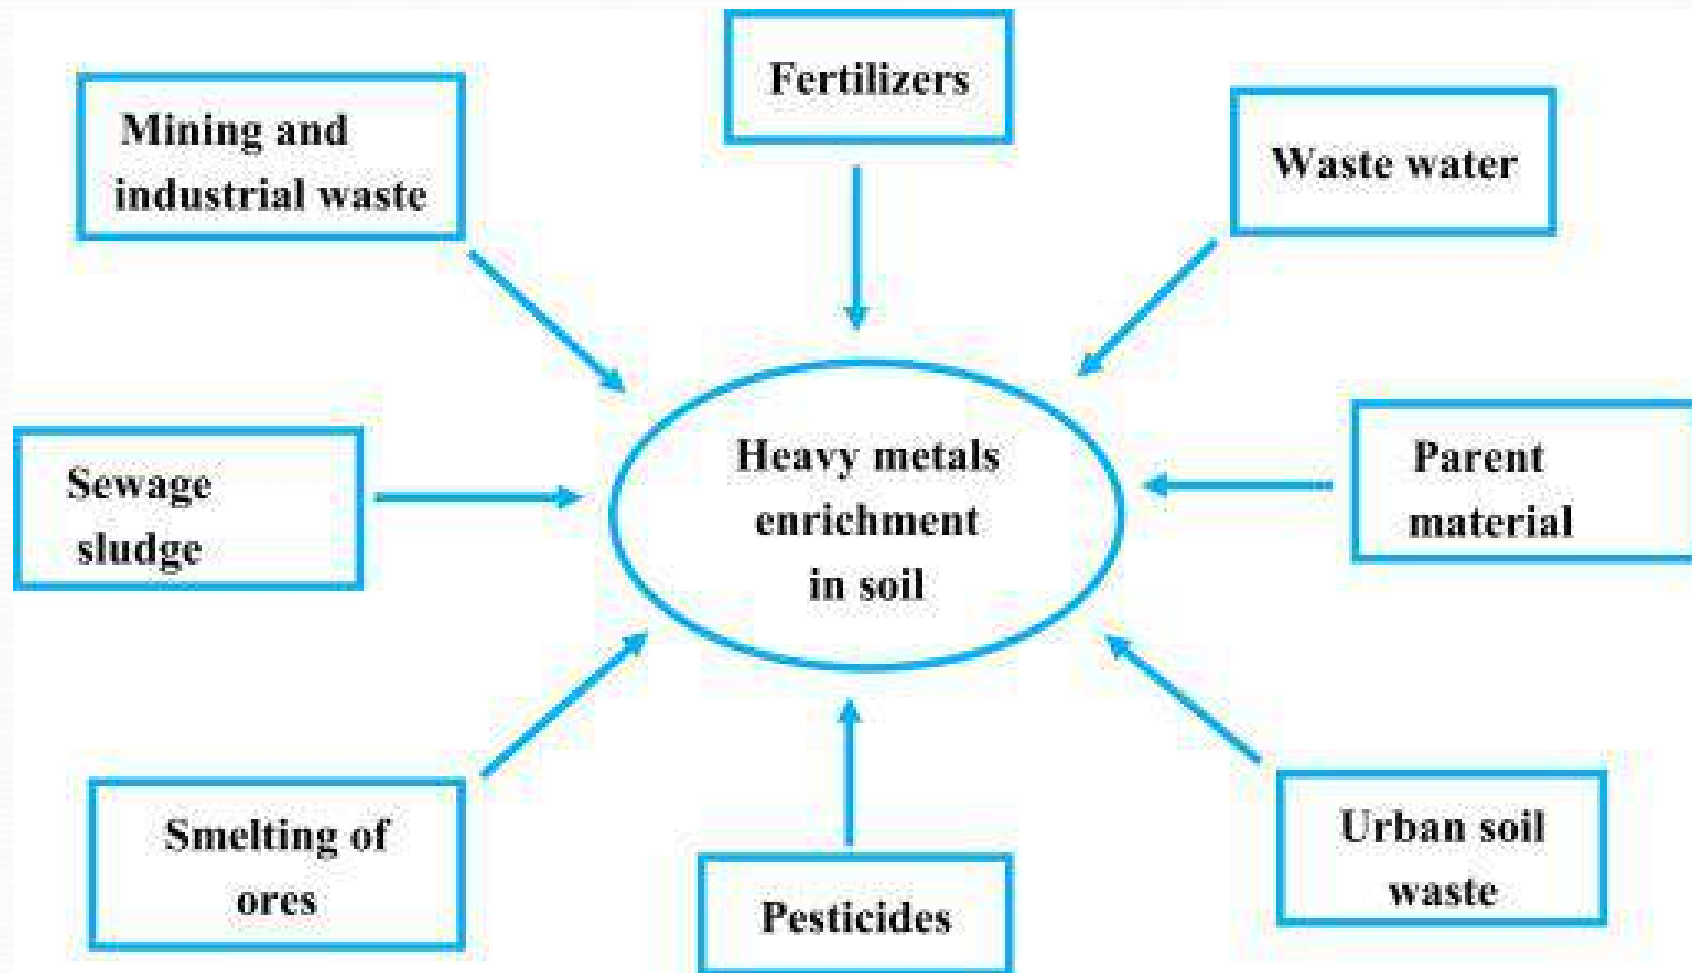 Fertilizers
Mining and
industrial waste
Waste water
Heavy metals
enrichment
in soil
Parent
material
Sewage
sludge
Smelting of
ores
Pesticides
Urban soil
waste